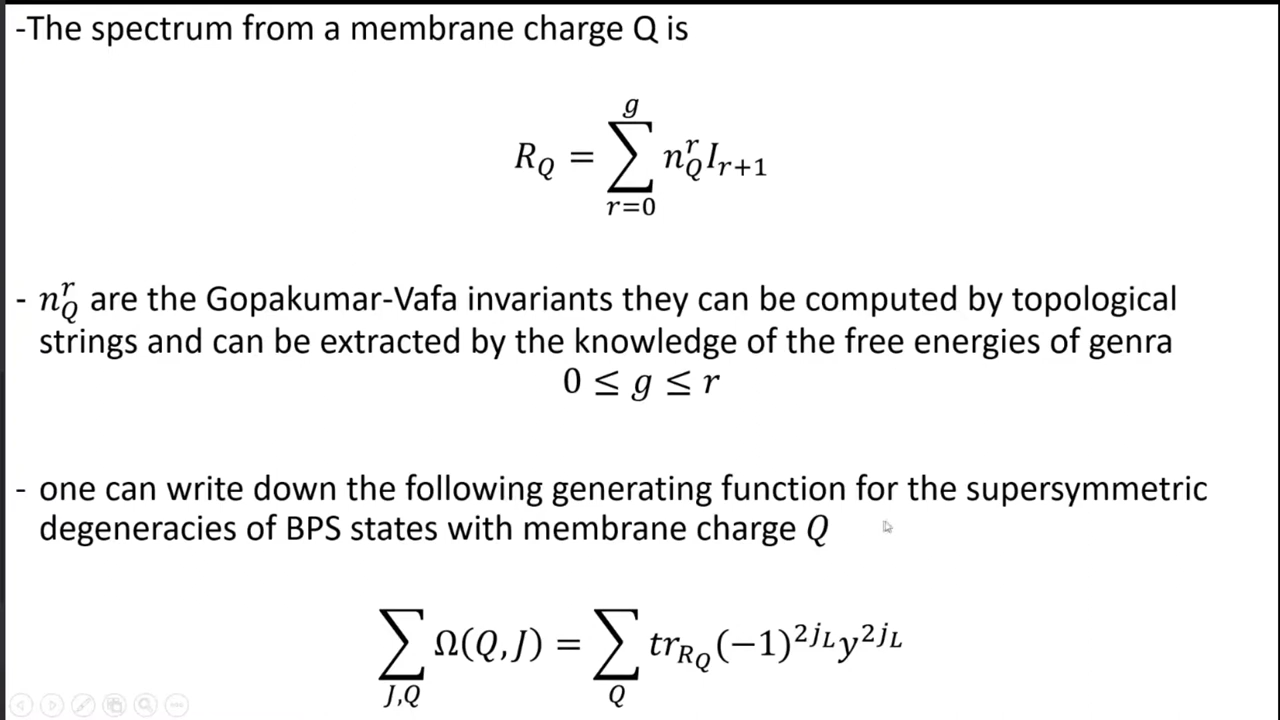 -The spectrum from a membrane charge Q is
$R_Q = \sum_{r=0}^{g} n_Q^r I_{r+1}$
- $n_Q^r$ are the Gopakumar-Vafa invariants they can be computed by topological
strings and can be extracted by the knowledge of the free energies of genra
$0 \leq g \leq r$
- one can write down the following generating function for the supersymmetric
degeneracies of BPS states with membrane charge $Q$
$\sum_{J,Q} \Omega(Q,J) = \sum_{Q} tr_{R_Q} (-1)^{2j_L} y^{2j_L}$